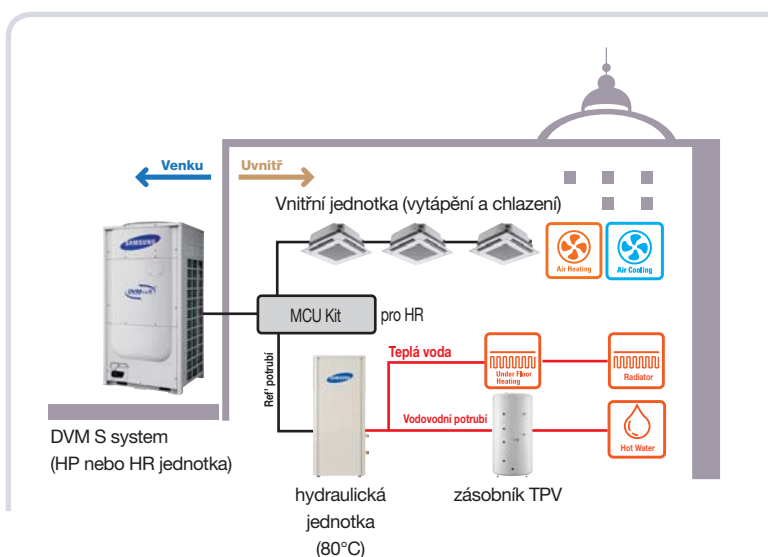 Venku
Uvnitř
Vnitřní jednotka (vytápění a chlazení)
SAMSUNG
DVM S
Air Heating
Air Cooling
MCU Kit
pro HR
Ref' potrubí
Teplá voda
SAMSUNG
Under Floor
Heating
Radiator
Vodovodní potrubí
Hot Water
DVM S system
(HP nebo HR jednotka)
hydraulická
jednotka
(80°C)
zásobník TPV